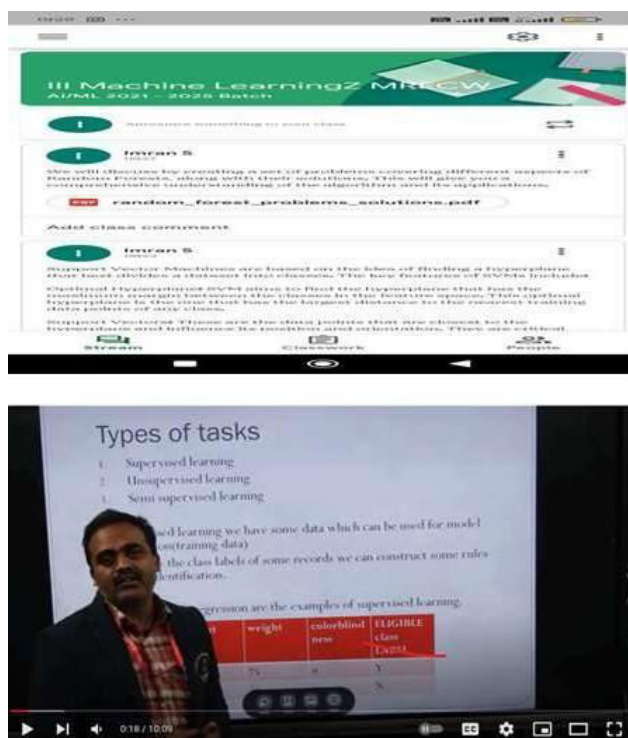 III Machine LearningZ MRECW
AI/ML 2021 - 2025 Batch
Announce something to your class
Imran S
We will discuss by creating a set of problems covering different aspects of
Random Forests, along with their solutions. This will give you a
comprehensive understanding of the algorithm and its applications.
PDF random_forest_problems_solutions.pdf
Add class comment
Imran S
Support Vector Machines are based on the idea of finding a hyperplane
that best divides a dataset into classes. The key features of SVMs include:
Optimal Hyperplane: SVM aims to find the hyperplane that has the
maximum margin between the classes in the feature space. This optimal
hyperplane is the one that has the largest distance to the nearest training
data points of any class.
Support Vectors: These are the data points that are closest to the
hyperplane and influence its position and orientation. They are critical
Stream
Classwork
People
Types of tasks
1. Supervised learning
2. Unsupervised learning
3. Semi supervised learning
sed learning we have some data which can be used for model
on(training data)
the class labels of some records we can construct some rules
dentification.
gression are the examples of supervised learning.
weight colorblind ELIGIBLE
ness class
Y
N
0:18 / 10:09
CC